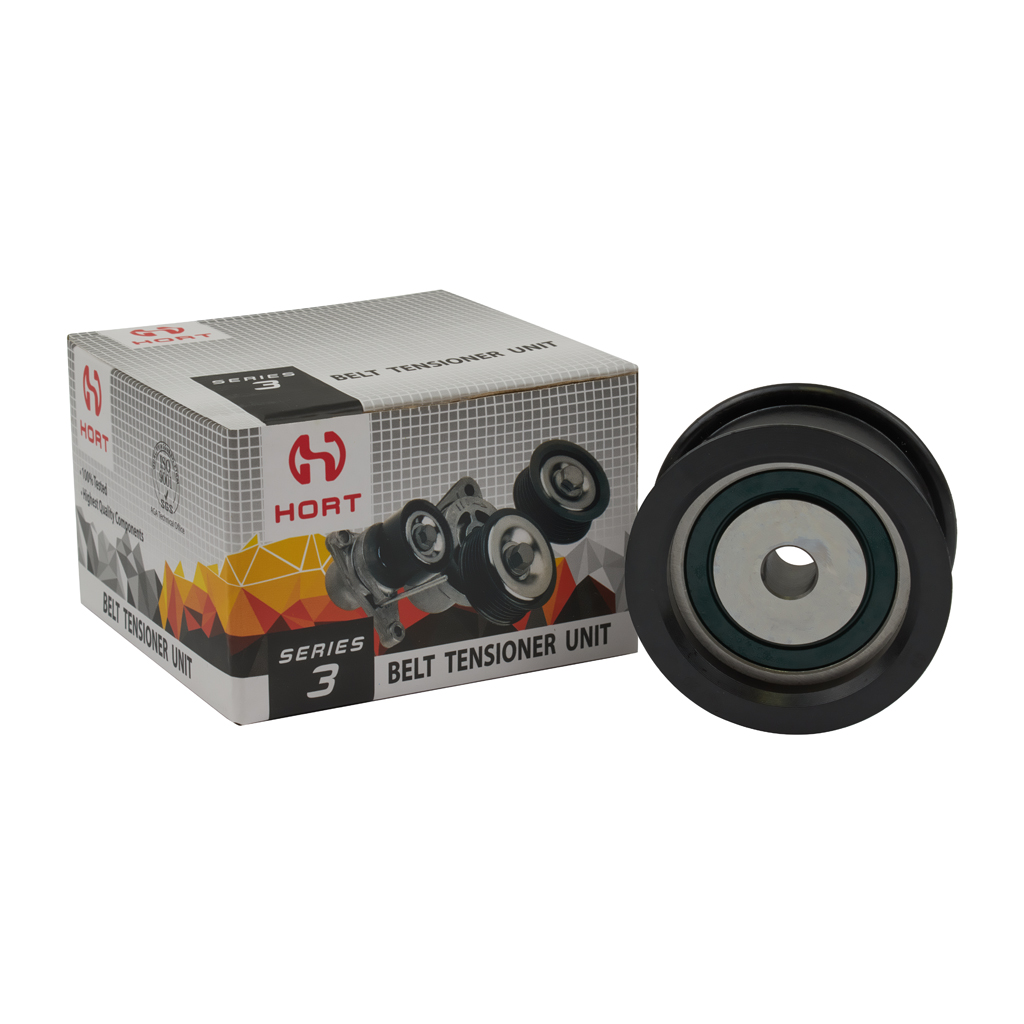 HORT
SERIES
3
BELT TENSIONER UNIT
HORT
- 100% Tested
- Highest Quality Components
ISO
9001
SGS
BELT TENSIONER UNIT
HORT
SERIES
3
BELT TENSIONER UNIT